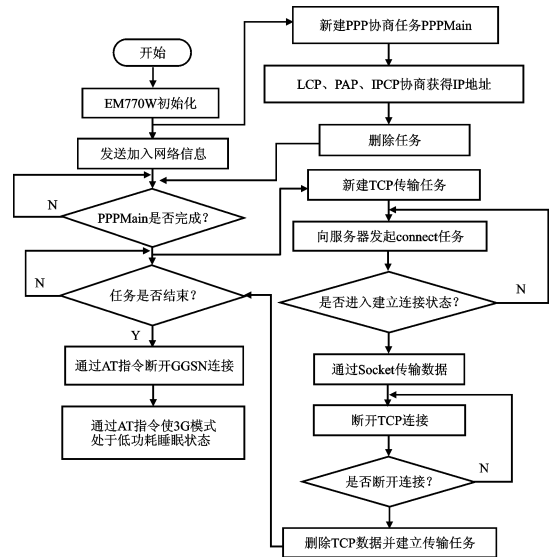 开始
EM770W初始化
发送加入网络信息
N
PPPMain是否完成？
N
任务是否结束？
Y
通过AT指令断开GGSN连接
通过AT指令使3G模式
处于低功耗睡眠状态
新建PPP协商任务PPPMain
LCP、PAP、IPCP协商获得IP地址
删除任务
新建TCP传输任务
向服务器发起connect任务
N
是否进入建立连接状态？
通过Socket传输数据
断开TCP连接
N
是否断开连接？
删除TCP数据并建立传输任务